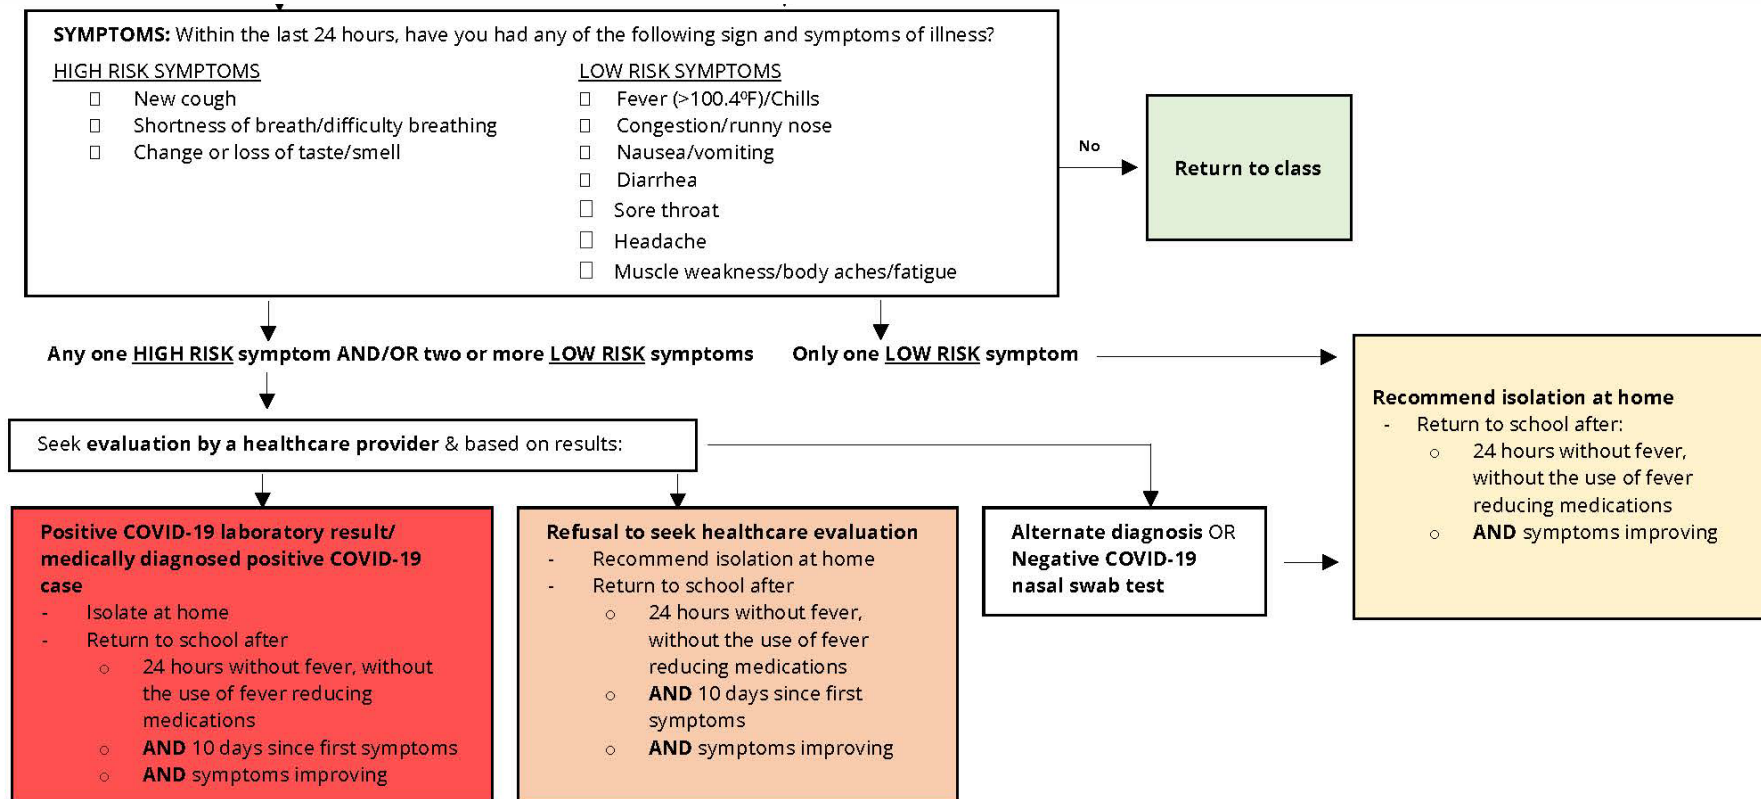 SYMPTOMS: Within the last 24 hours, have you had any of the following sign and symptoms of illness?
HIGH RISK SYMPTOMS
New cough
Shortness of breath/difficulty breathing
Change or loss of taste/smell
LOW RISK SYMPTOMS
Fever (>100.4ºF)/Chills
Congestion/runny nose
Nausea/vomiting
Diarrhea
Sore throat
Headache
Muscle weakness/body aches/fatigue
No
Return to class
Any one HIGH RISK symptom AND/OR two or more LOW RISK symptoms
Only one LOW RISK symptom
Seek evaluation by a healthcare provider & based on results:
Positive COVID-19 laboratory result/
medically diagnosed positive COVID-19
case
- Isolate at home
- Return to school after
o 24 hours without fever, without
the use of fever reducing
medications
o AND 10 days since first symptoms
o AND symptoms improving
Refusal to seek healthcare evaluation
- Recommend isolation at home
- Return to school after
o 24 hours without fever,
without the use of fever
reducing medications
o AND 10 days since first
symptoms
o AND symptoms improving
Alternate diagnosis OR
Negative COVID-19
nasal swab test
Recommend isolation at home
- Return to school after:
o 24 hours without fever,
without the use of fever
reducing medications
o AND symptoms improving